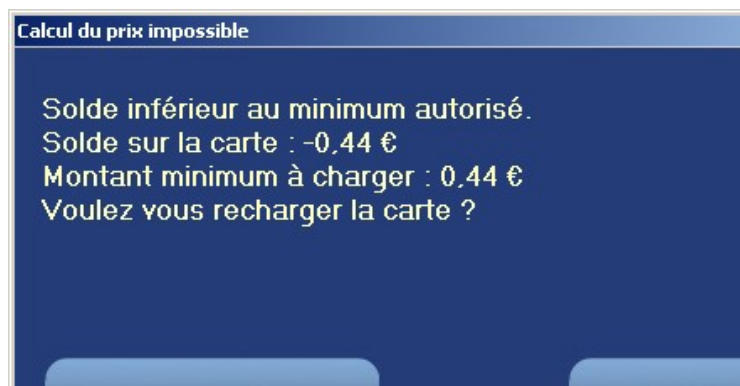 Calcul du prix impossible
Solde inférieur au minimum autorisé.
Solde sur la carte : -0,44 €
Montant minimum à charger : 0,44 €
Voulez vous recharger la carte ?